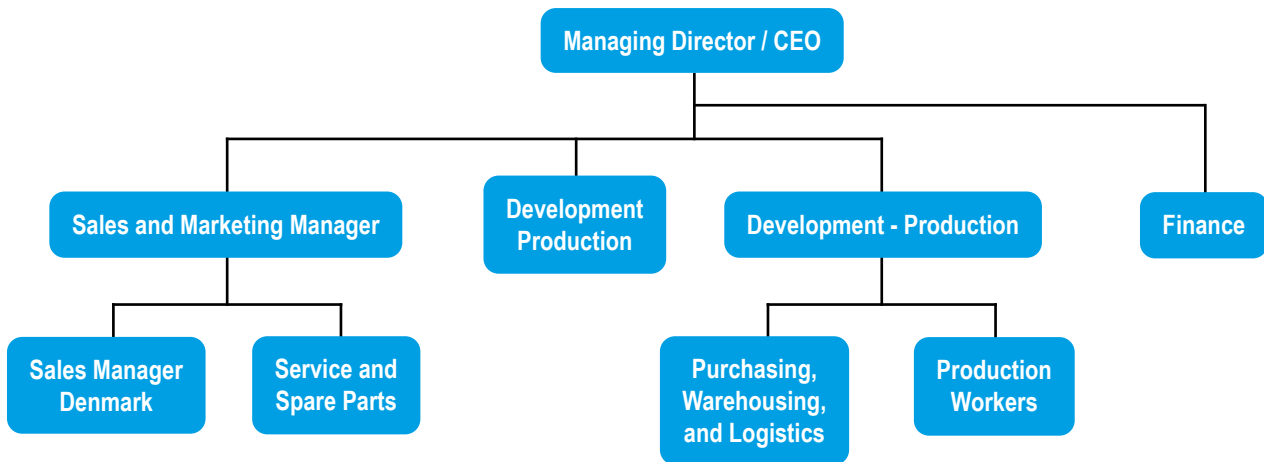 Managing Director / CEO
Sales and Marketing Manager
Development
Production
Development - Production
Finance
Sales Manager
Denmark
Service and
Spare Parts
Purchasing,
Warehousing,
and Logistics
Production
Workers